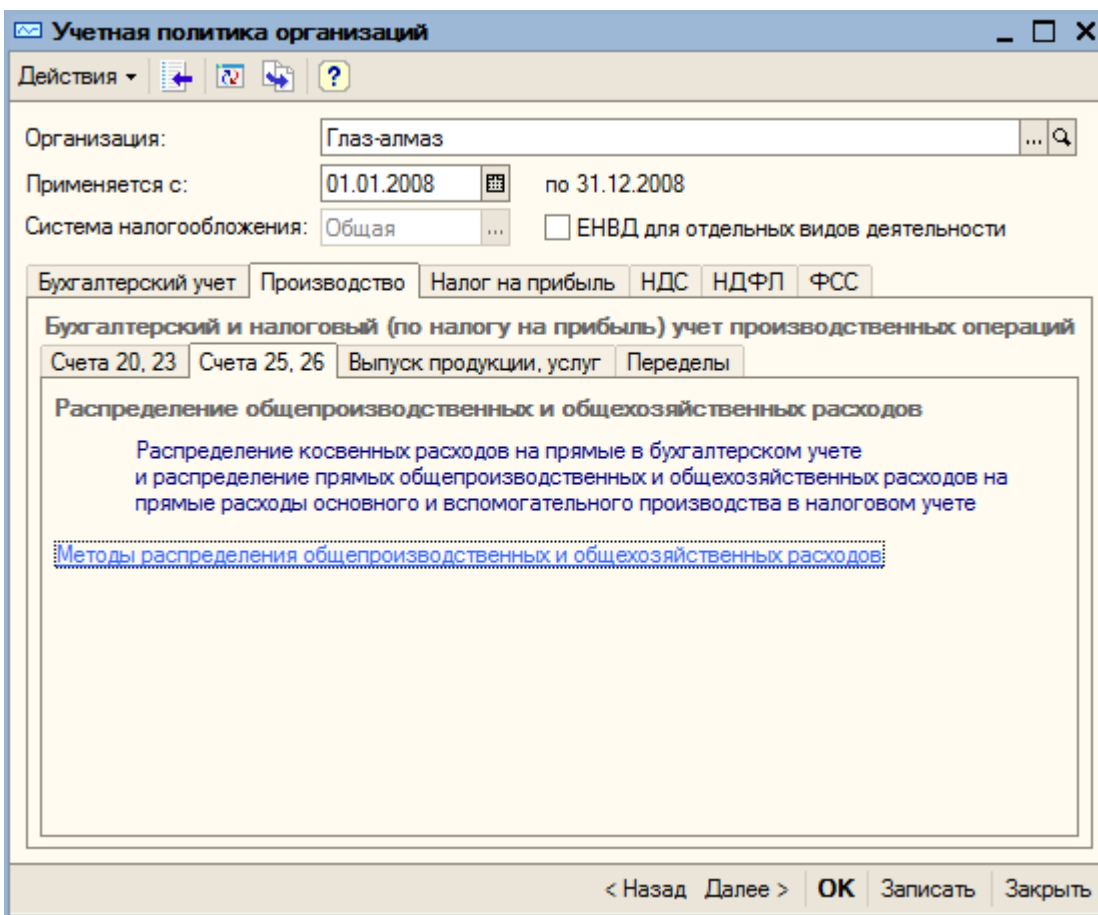 Учетная политика организаций
Действия
Организация: Глаз-алмаз ...
Применяется с: 01.01.2008 по 31.12.2008
Система налогообложения: Общая ... ЕНВД для отдельных видов деятельности
Бухгалтерский учет Производство Налог на прибыль НДС НДФЛ ФСС
Бухгалтерский и налоговый (по налогу на прибыль) учет производственных операций
Счета 20, 23 Счета 25, 26 Выпуск продукции, услуг Переделы
Распределение общепроизводственных и общехозяйственных расходов
Распределение косвенных расходов на прямые в бухгалтерском учете
и распределение прямых общепроизводственных и общехозяйственных расходов на
прямые расходы основного и вспомогательного производства в налоговом учете
Методы распределения общепроизводственных и общехозяйственных расходов
< Назад Далее > OK Записать Закрыть